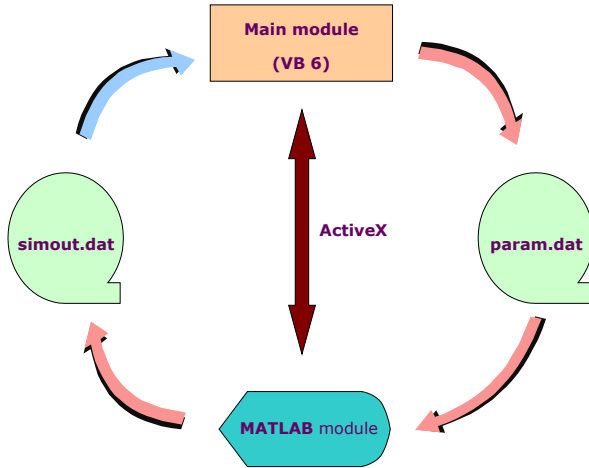 Main module
(VB 6)
simout.dat
ActiveX
param.dat
MATLAB module